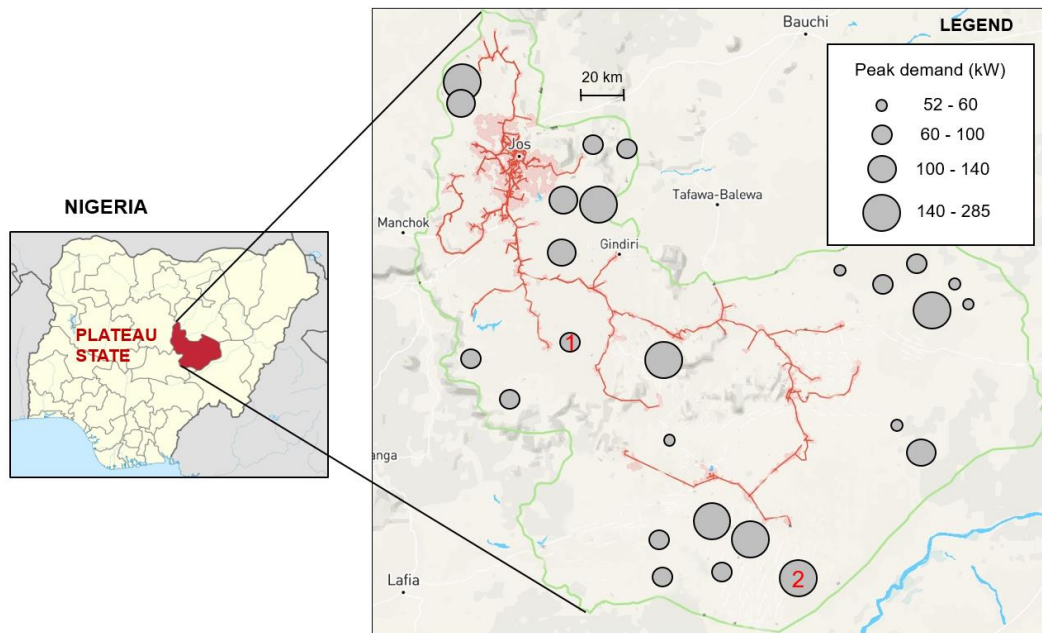 NIGERIA
PLATEAU
STATE
Bauchi
LEGEND
Peak demand (kW)
52 - 60
60 - 100
100 - 140
140 - 285
20 km
Jos
Tafawa-Balewa
Manchok
Gindiri
1
anga
Lafia
2